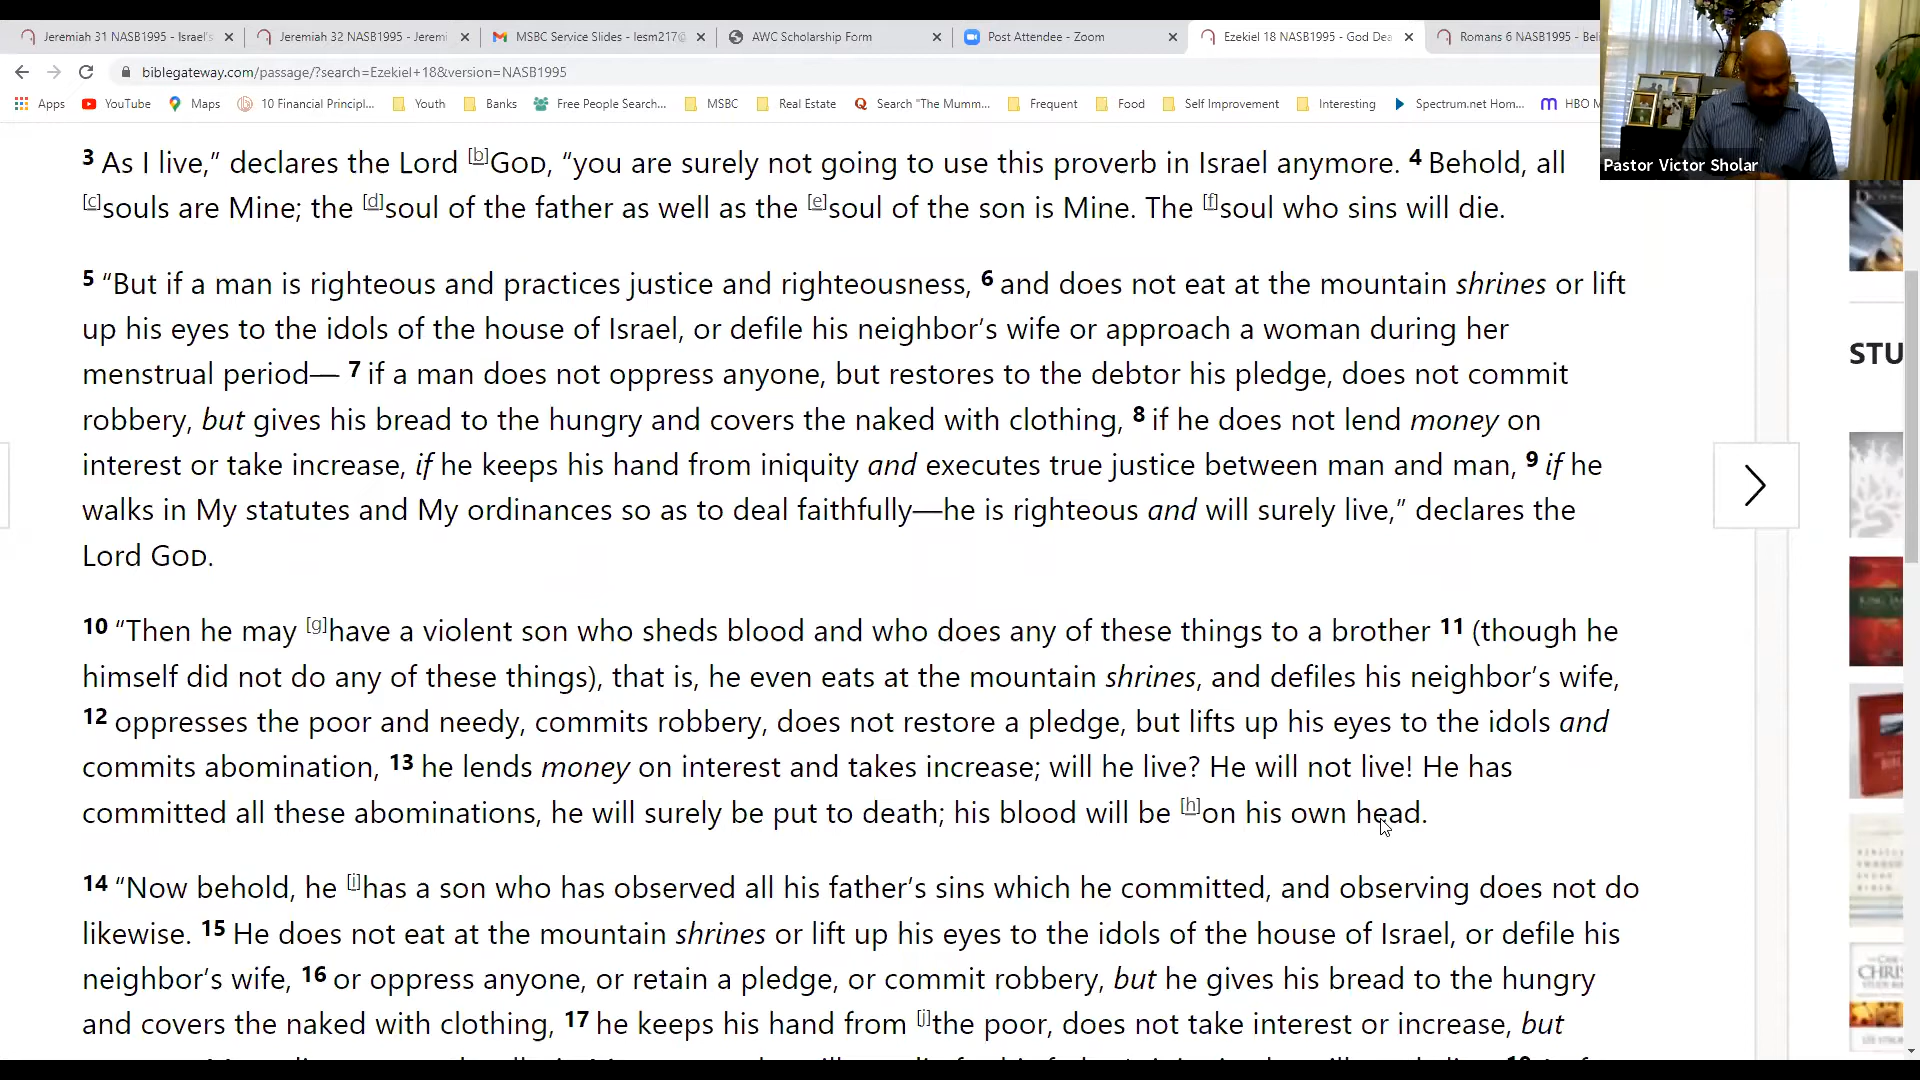 Jeremiah 31 NASB1995 - Israel's
Jeremiah 32 NASB1995 - Jeremi
MSBC Service Slides - lesm217@
AWC Scholarship Form
Post Attendee - Zoom
Ezekiel 18 NASB1995 - God Dea
Romans 6 NASB1995 - Bel
biblegateway.com/passage/?search=Ezekiel+18&version=NASB1995
Apps YouTube Maps 10 Financial Principl... Youth Banks Free People Search... MSBC Real Estate Search "The Mumm... Frequent Food Self Improvement Interesting Spectrum.net Hom... HBO M
Pastor Victor Sholar
3 As I live,” declares the Lord [b]GOD, “you are surely not going to use this proverb in Israel anymore. 4 Behold, all
[c]souls are Mine; the [d]soul of the father as well as the [e]soul of the son is Mine. The [f]soul who sins will die.
5 “But if a man is righteous and practices justice and righteousness, 6 and does not eat at the mountain shrines or lift
up his eyes to the idols of the house of Israel, or defile his neighbor’s wife or approach a woman during her
menstrual period— 7 if a man does not oppress anyone, but restores to the debtor his pledge, does not commit
robbery, but gives his bread to the hungry and covers the naked with clothing, 8 if he does not lend money on
interest or take increase, if he keeps his hand from iniquity and executes true justice between man and man, 9 if he
walks in My statutes and My ordinances so as to deal faithfully—he is righteous and will surely live,” declares the
Lord GOD.
10 “Then he may [g]have a violent son who sheds blood and who does any of these things to a brother 11 (though he
himself did not do any of these things), that is, he even eats at the mountain shrines, and defiles his neighbor’s wife,
12 oppresses the poor and needy, commits robbery, does not restore a pledge, but lifts up his eyes to the idols and
commits abomination, 13 he lends money on interest and takes increase; will he live? He will not live! He has
committed all these abominations, he will surely be put to death; his blood will be [h]on his own head.
14 “Now behold, he [i]has a son who has observed all his father’s sins which he committed, and observing does not do
likewise. 15 He does not eat at the mountain shrines or lift up his eyes to the idols of the house of Israel, or defile his
neighbor’s wife, 16 or oppress anyone, or retain a pledge, or commit robbery, but he gives his bread to the hungry
and covers the naked with clothing, 17 he keeps his hand from [j]the poor, does not take interest or increase, but
STU
CHRIS